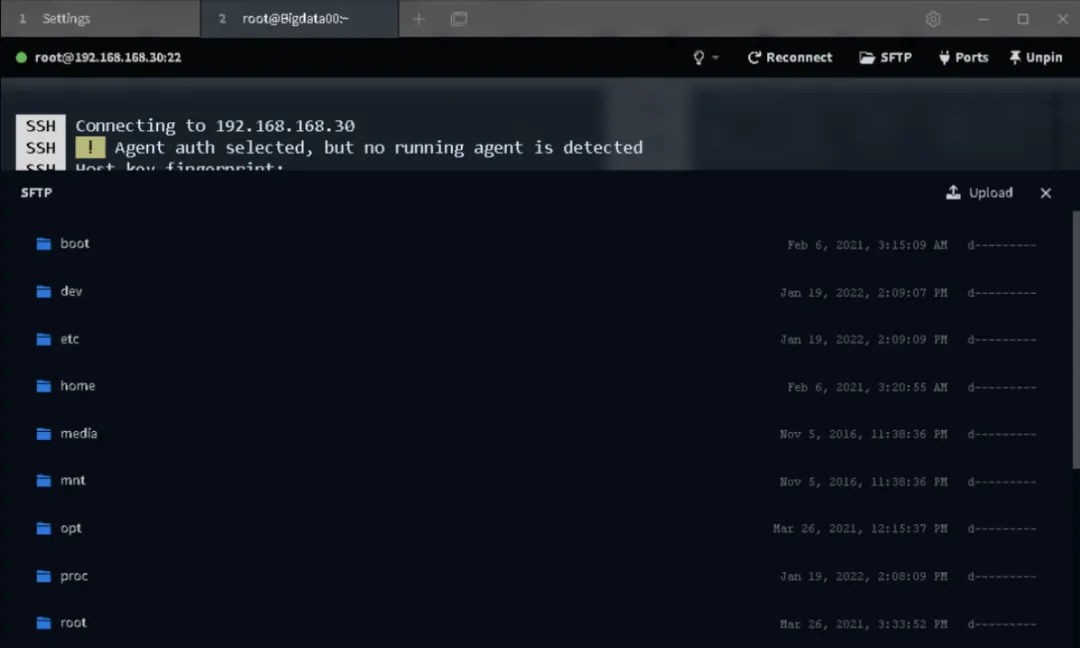 1 Settings 2 root@Bigdata00:~
root@192.168.168.30:22 Reconnect SFTP Ports Unpin
SSH Connecting to 192.168.168.30
SSH ! Agent auth selected, but no running agent is detected
SSH Host key fingerprint:
SFTP Upload
boot Feb 6, 2021, 3:15:09 AM d---------
dev Jan 19, 2022, 2:09:07 PM d---------
etc Jan 19, 2022, 2:09:09 PM d---------
home Feb 6, 2021, 3:20:55 AM d---------
media Nov 5, 2016, 11:38:36 PM d---------
mnt Nov 5, 2016, 11:38:36 PM d---------
opt Mar 26, 2021, 12:15:37 PM d---------
proc Jan 19, 2022, 2:08:09 PM d---------
root Mar 26, 2021, 3:33:52 PM d---------